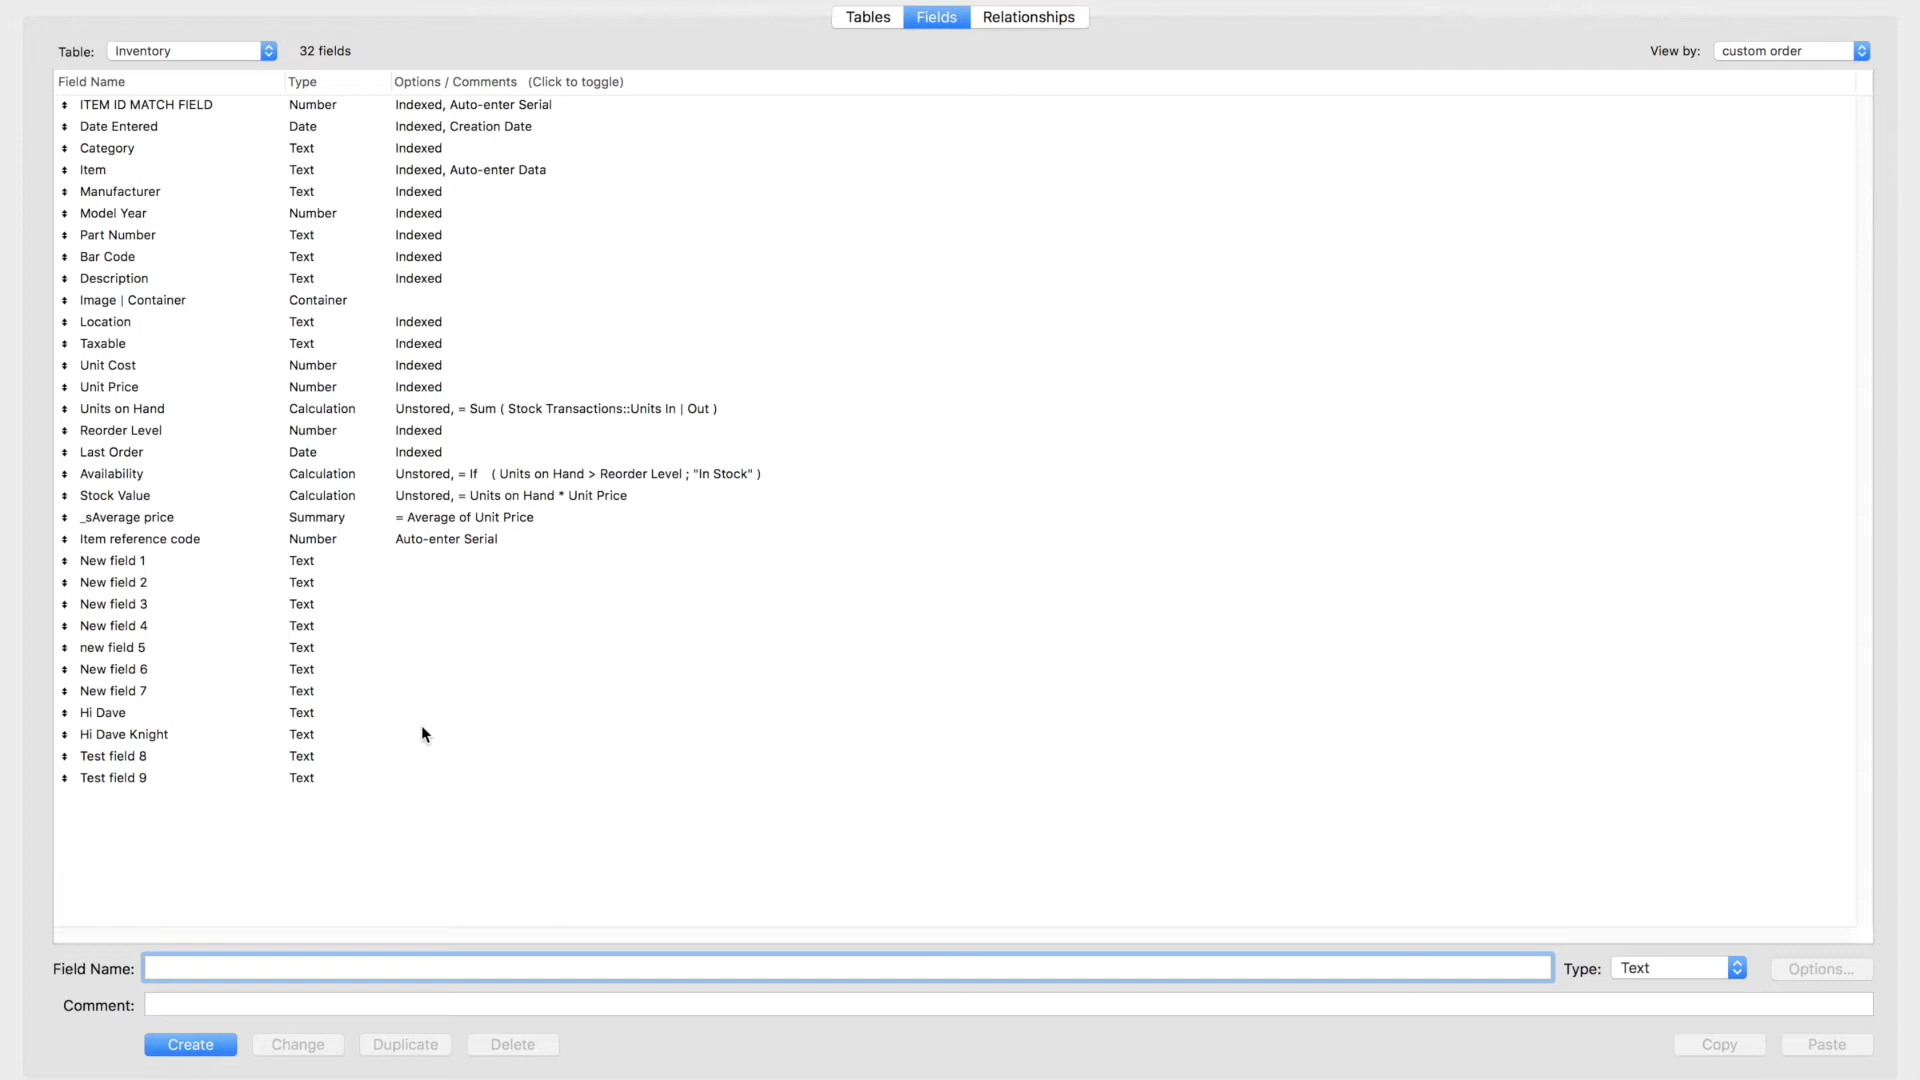 Tables Fields Relationships
Table: Inventory 32 fields View by: custom order
Field Name Type Options / Comments (Click to toggle)
ITEM ID MATCH FIELD Number Indexed, Auto-enter Serial
Date Entered Date Indexed, Creation Date
Category Text Indexed
Item Text Indexed, Auto-enter Data
Manufacturer Text Indexed
Model Year Number Indexed
Part Number Text Indexed
Bar Code Text Indexed
Description Text Indexed
Image | Container Container
Location Text Indexed
Taxable Text Indexed
Unit Cost Number Indexed
Unit Price Number Indexed
Units on Hand Calculation Unstored, = Sum ( Stock Transactions::Units In | Out )
Reorder Level Number Indexed
Last Order Date Indexed
Availability Calculation Unstored, = If ( Units on Hand > Reorder Level ; "In Stock" )
Stock Value Calculation Unstored, = Units on Hand * Unit Price
_sAverage price Summary = Average of Unit Price
Item reference code Number Auto-enter Serial
New field 1 Text
New field 2 Text
New field 3 Text
New field 4 Text
new field 5 Text
New field 6 Text
New field 7 Text
Hi Dave Text
Hi Dave Knight Text
Test field 8 Text
Test field 9 Text
Field Name: Type: Text Options...
Comment:
Create Change Duplicate Delete Copy Paste